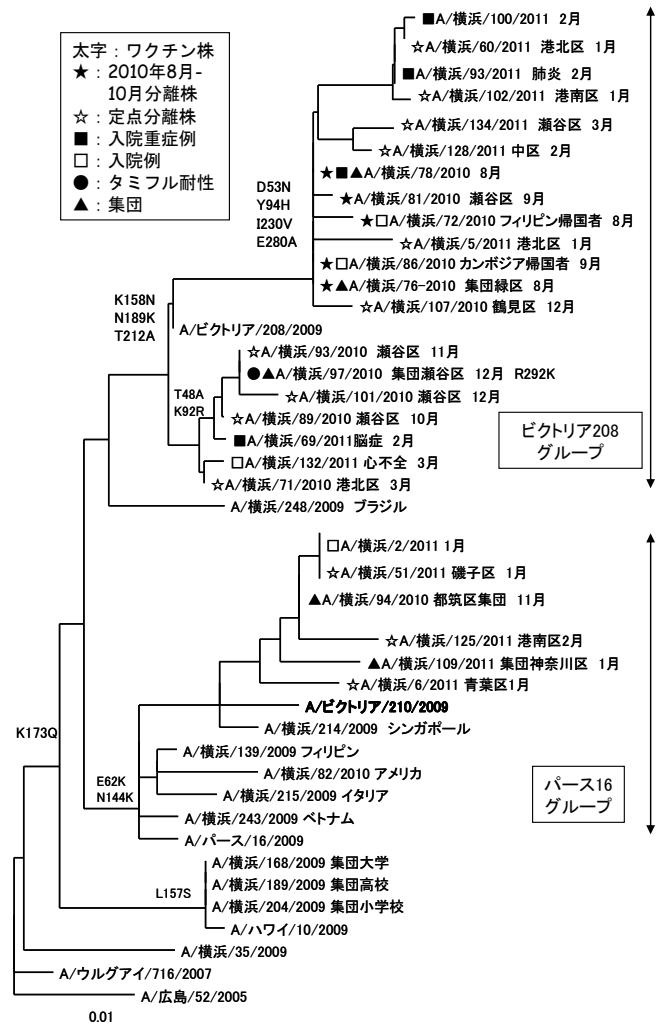 太字：ワクチン株
★：2010年8月-
10月分離株
☆：定点分離株
■：入院重症例
□：入院例
●：タミフル耐性
▲：集団
■A/横浜/100/2011 2月
☆A/横浜/60/2011 港北区 1月
■A/横浜/93/2011 肺炎 2月
☆A/横浜/102/2011 港南区 1月
☆A/横浜/134/2011 瀬谷区 3月
☆A/横浜/128/2011 中区 2月
★■▲A/横浜/78/2010 8月
★A/横浜/81/2010 瀬谷区 9月
★□A/横浜/72/2010 フィリピン帰国者 8月
☆A/横浜/5/2011 港北区 1月
★□A/横浜/86/2010 カンボジア帰国者 9月
★▲A/横浜/76-2010 集団緑区 8月
☆A/横浜/107/2010 鶴見区 12月
D53N
Y94H
I230V
E280A
K158N
N189K
T212A
A/ビクトリア/208/2009
☆A/横浜/93/2010 瀬谷区 11月
●▲A/横浜/97/2010 集団瀬谷区 12月 R292K
☆A/横浜/101/2010 瀬谷区 12月
☆A/横浜/89/2010 瀬谷区 10月
■A/横浜/69/2011脳症 2月
□A/横浜/132/2011 心不全 3月
☆A/横浜/71/2010 港北区 3月
T48A
K92R
A/横浜/248/2009 ブラジル
ビクトリア208
グループ
□A/横浜/2/2011 1月
☆A/横浜/51/2011 磯子区 1月
▲A/横浜/94/2010 都筑区集団 11月
☆A/横浜/125/2011 港南区2月
▲A/横浜/109/2011 集団神奈川区 1月
☆A/横浜/6/2011 青葉区1月
A/ビクトリア/210/2009
A/横浜/214/2009 シンガポール
A/横浜/139/2009 フィリピン
A/横浜/82/2010 アメリカ
A/横浜/215/2009 イタリア
A/横浜/243/2009 ベトナム
A/パース/16/2009
K173Q
E62K
N144K
パース16
グループ
A/横浜/168/2009 集団大学
A/横浜/189/2009 集団高校
A/横浜/204/2009 集団小学校
A/ハワイ/10/2009
L157S
A/横浜/35/2009
A/ウルグアイ/716/2007
A/広島/52/2005
0.01